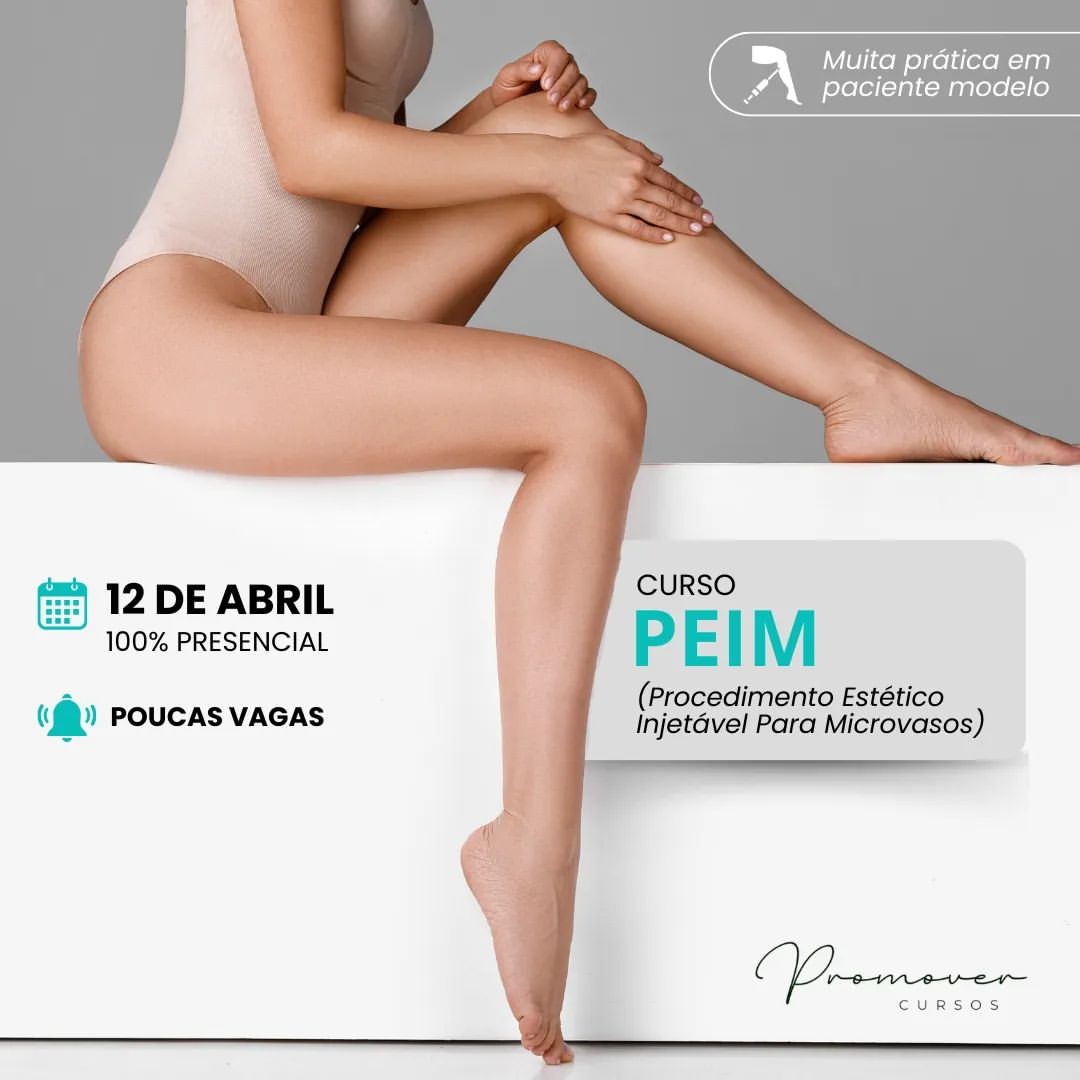 Muita prática em
paciente modelo
12 DE ABRIL
100% PRESENCIAL
POUCAS VAGAS
CURSO
PEIM
(Procedimento Estético
Injetável Para Microvasos)
Promover
CURSOS